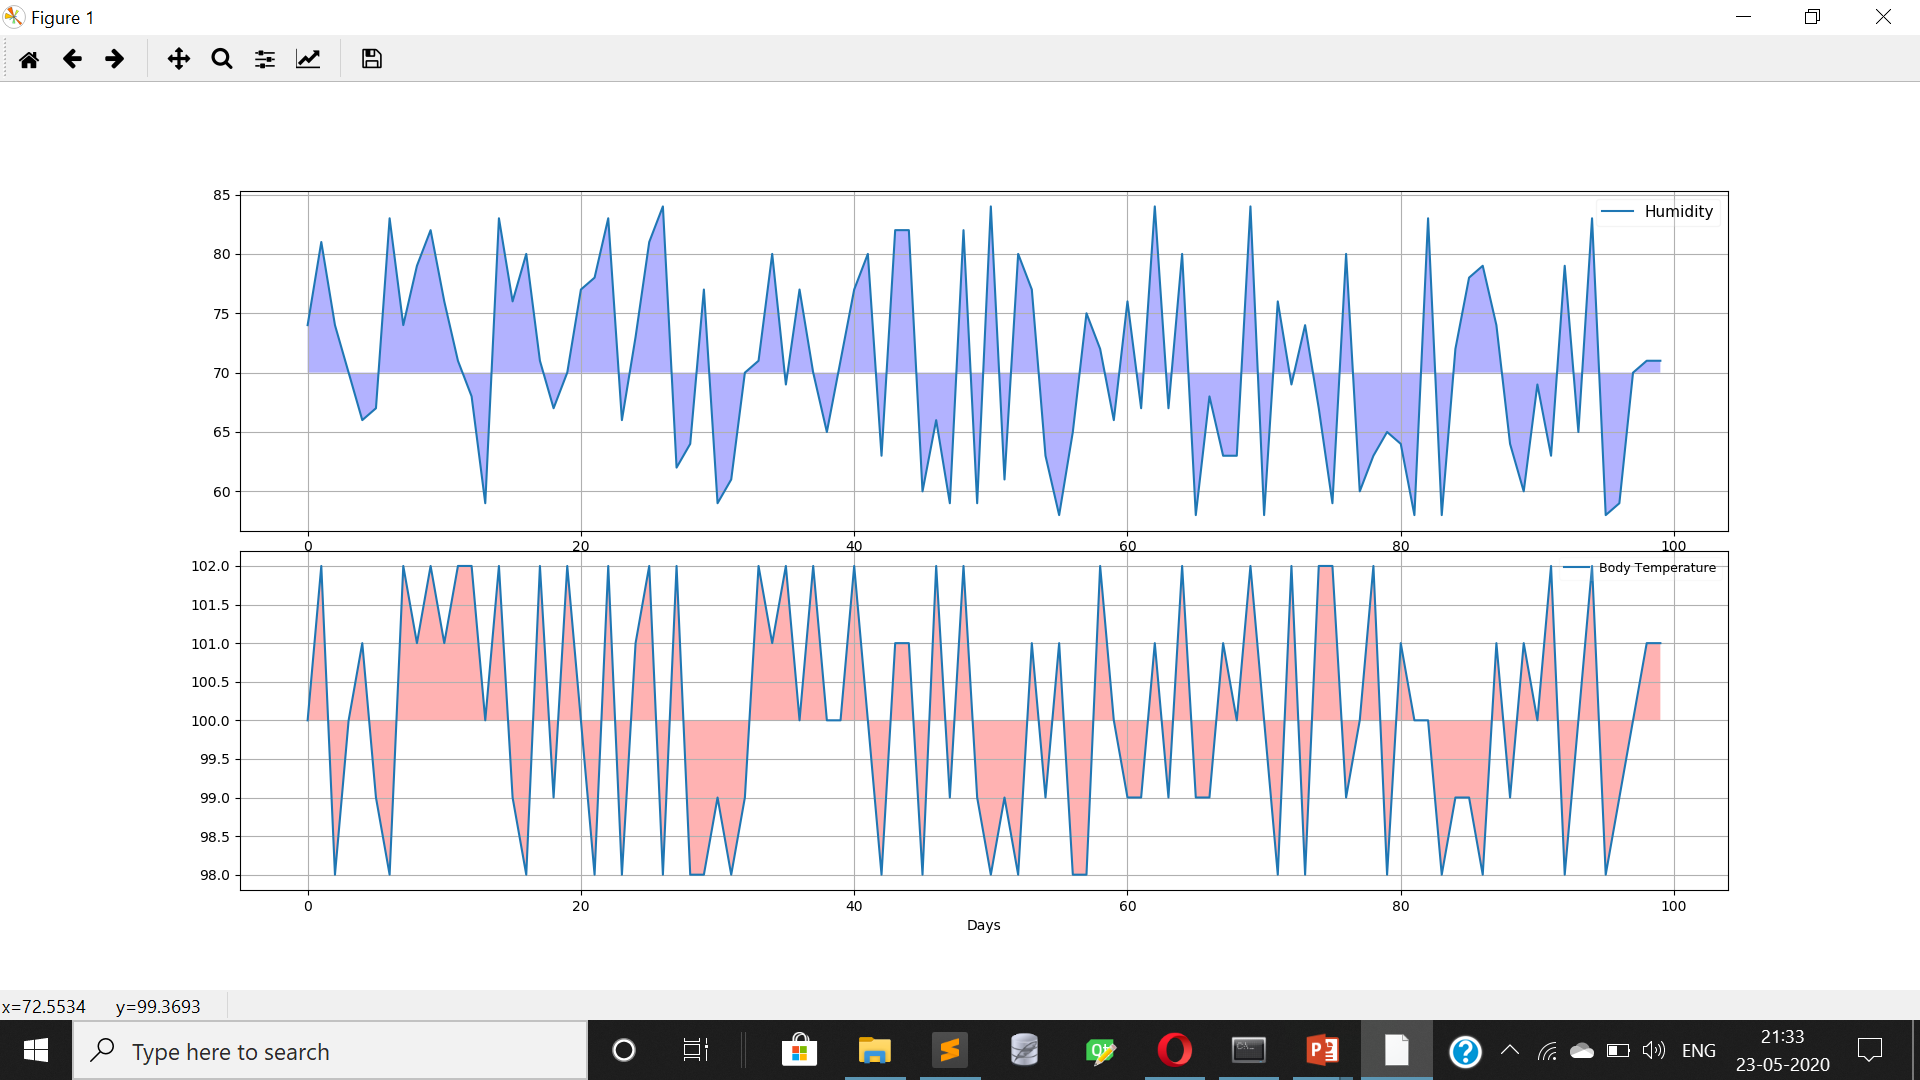 Figure 1
85
80
75
70
65
60
Humidity
0 20 40 60 80 100
102.0
101.5
101.0
100.5
100.0
99.5
99.0
98.5
98.0
Body Temperature
0 20 40 60 80 100
Days
x=72.5534 y=99.3693
Type here to search
ENG
21:33
23-05-2020